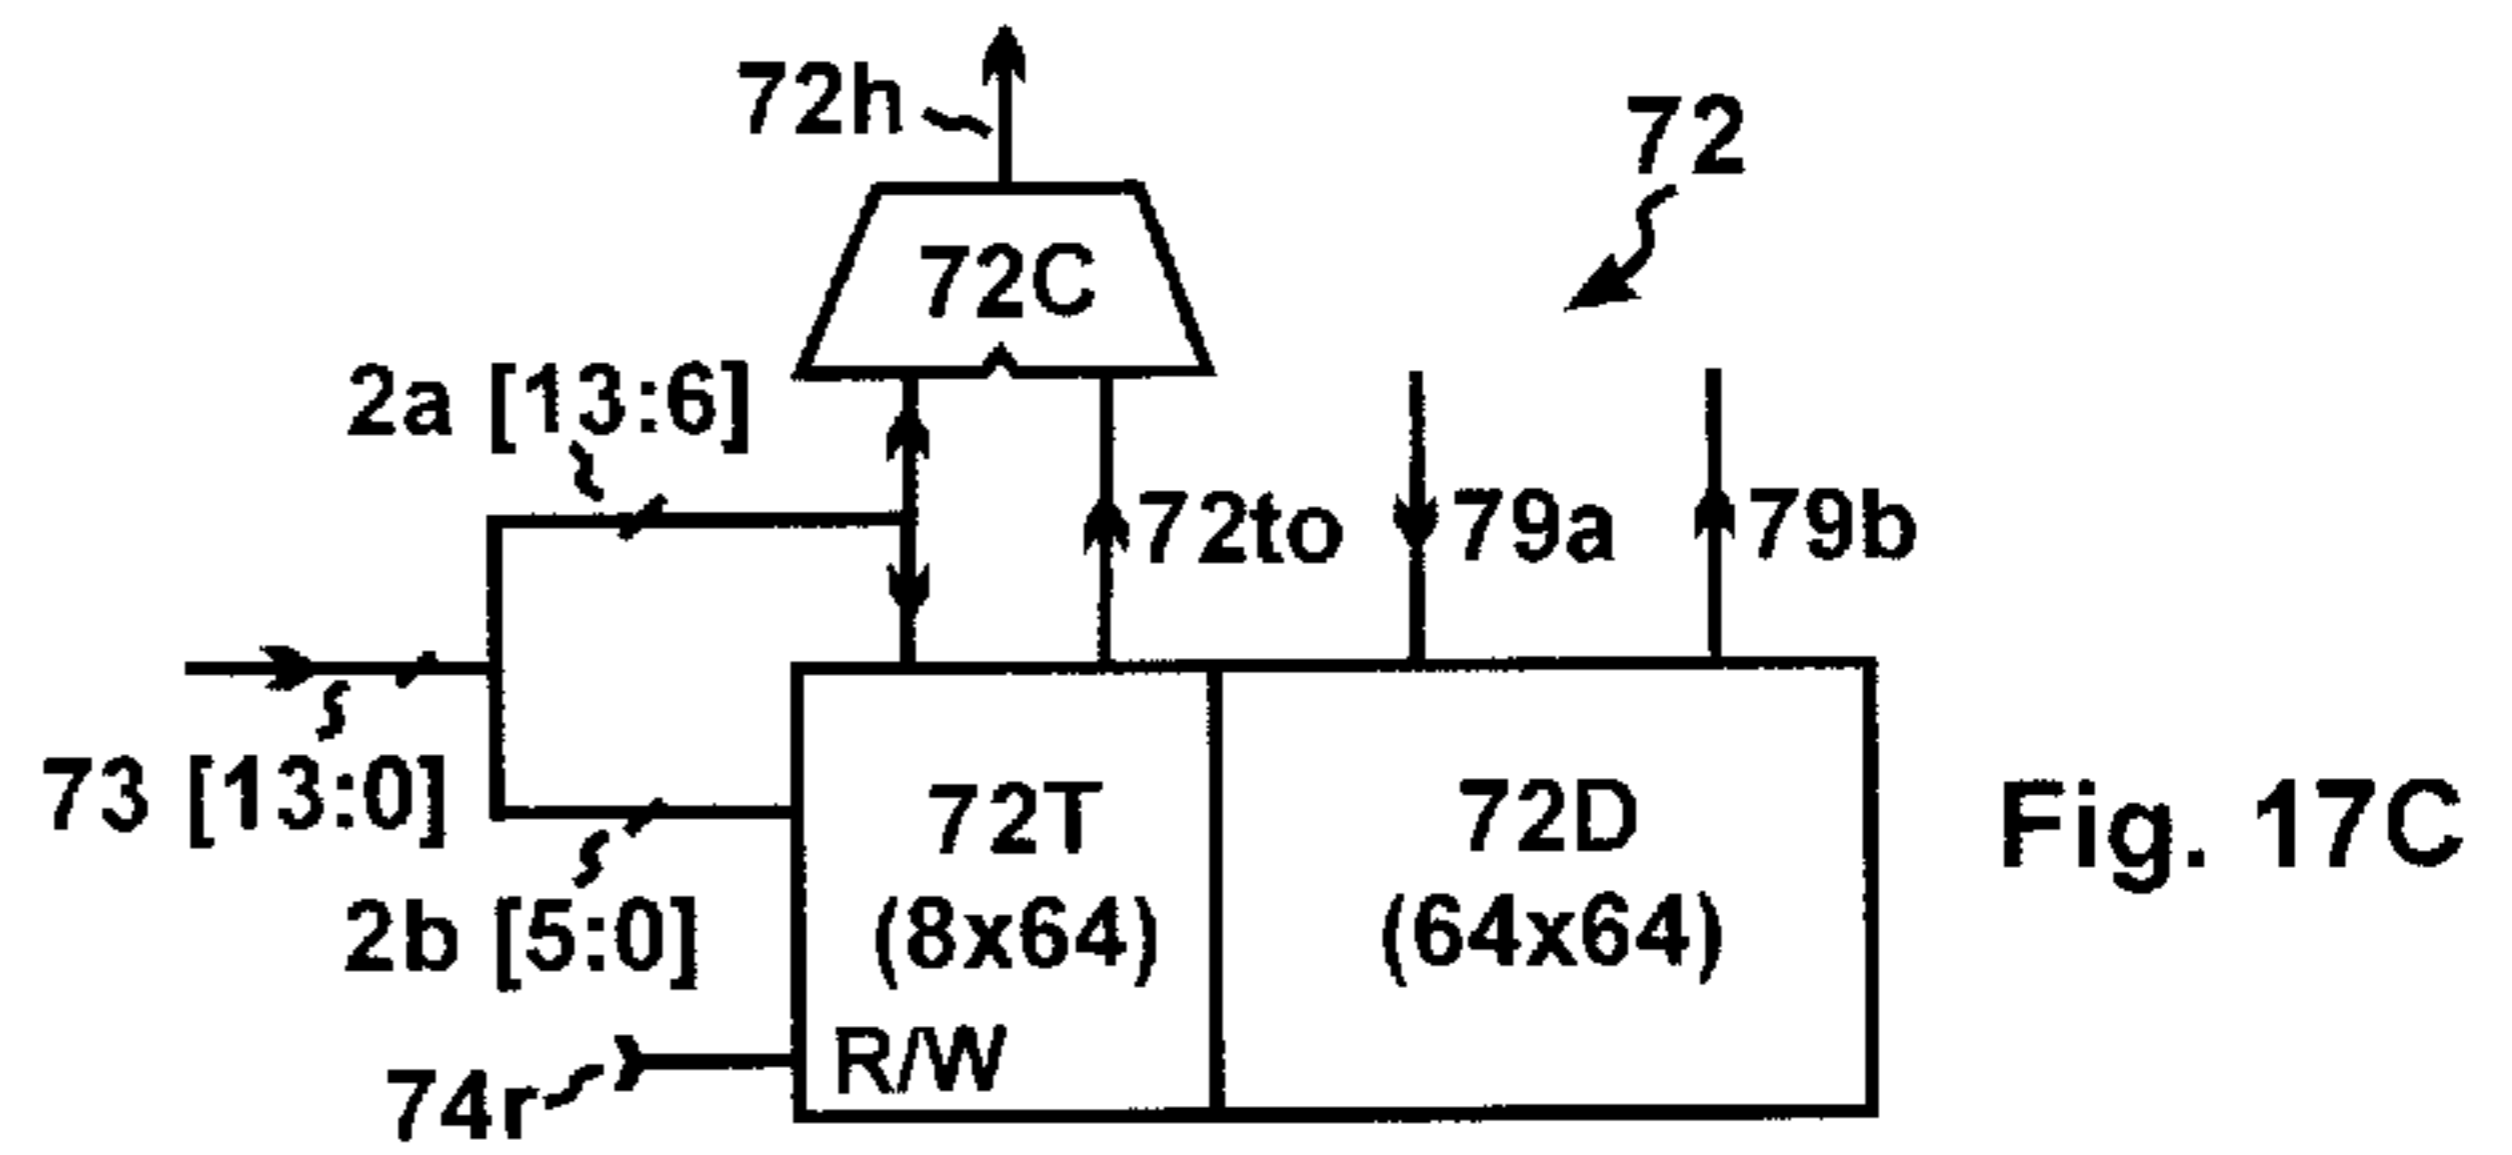 72h
72
72C
2a [13:6]
72to
79a
79b
73 [13:0]
72T
(8x64)
72D
(64x64)
Fig. 17C
2b [5:0]
R/W
74r